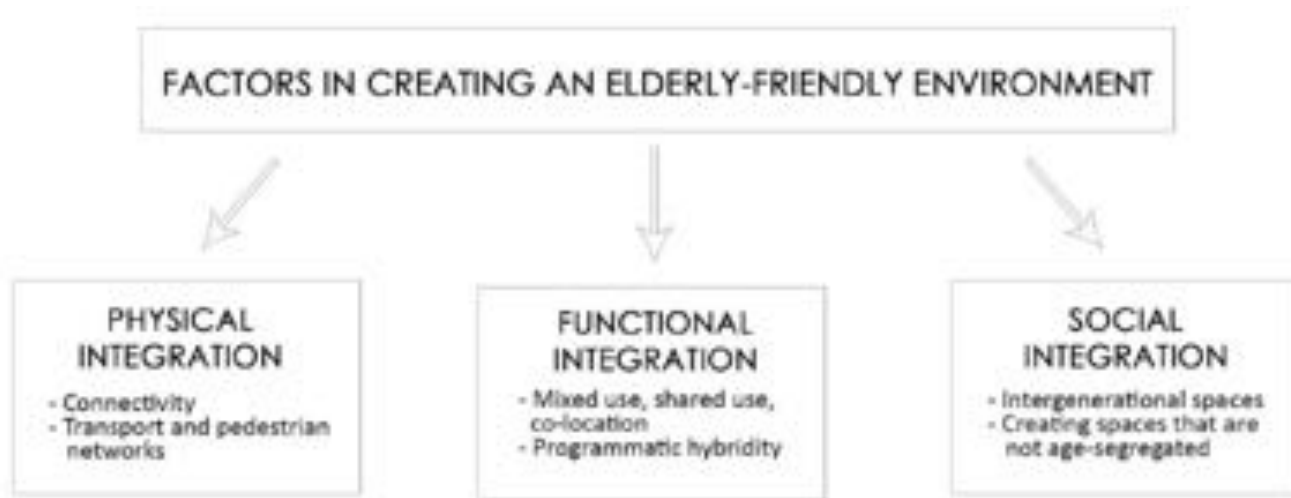 FACTORS IN CREATING AN ELDERLY-FRIENDLY ENVIRONMENT
PHYSICAL
INTEGRATION
- Connectivity
- Transport and pedestrian
networks
FUNCTIONAL
INTEGRATION
- Mixed use, shared use,
co-location
- Programmatic hybridity
SOCIAL
INTEGRATION
- Intergenerational spaces
- Creating spaces that are
not age-segregated